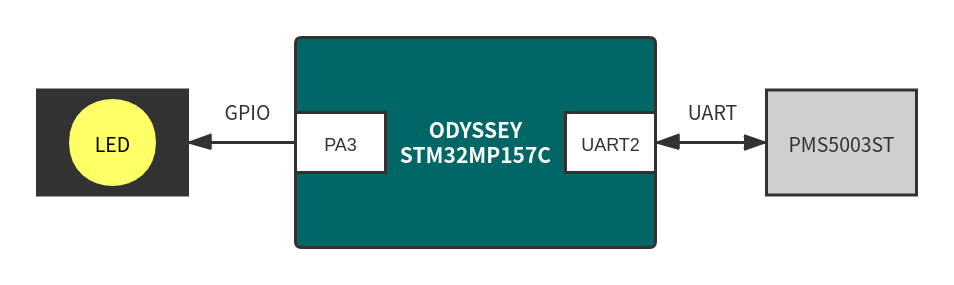 LED
GPIO
PA3
ODYSSEY
STM32MP157C
UART2
UART
PMS5003ST